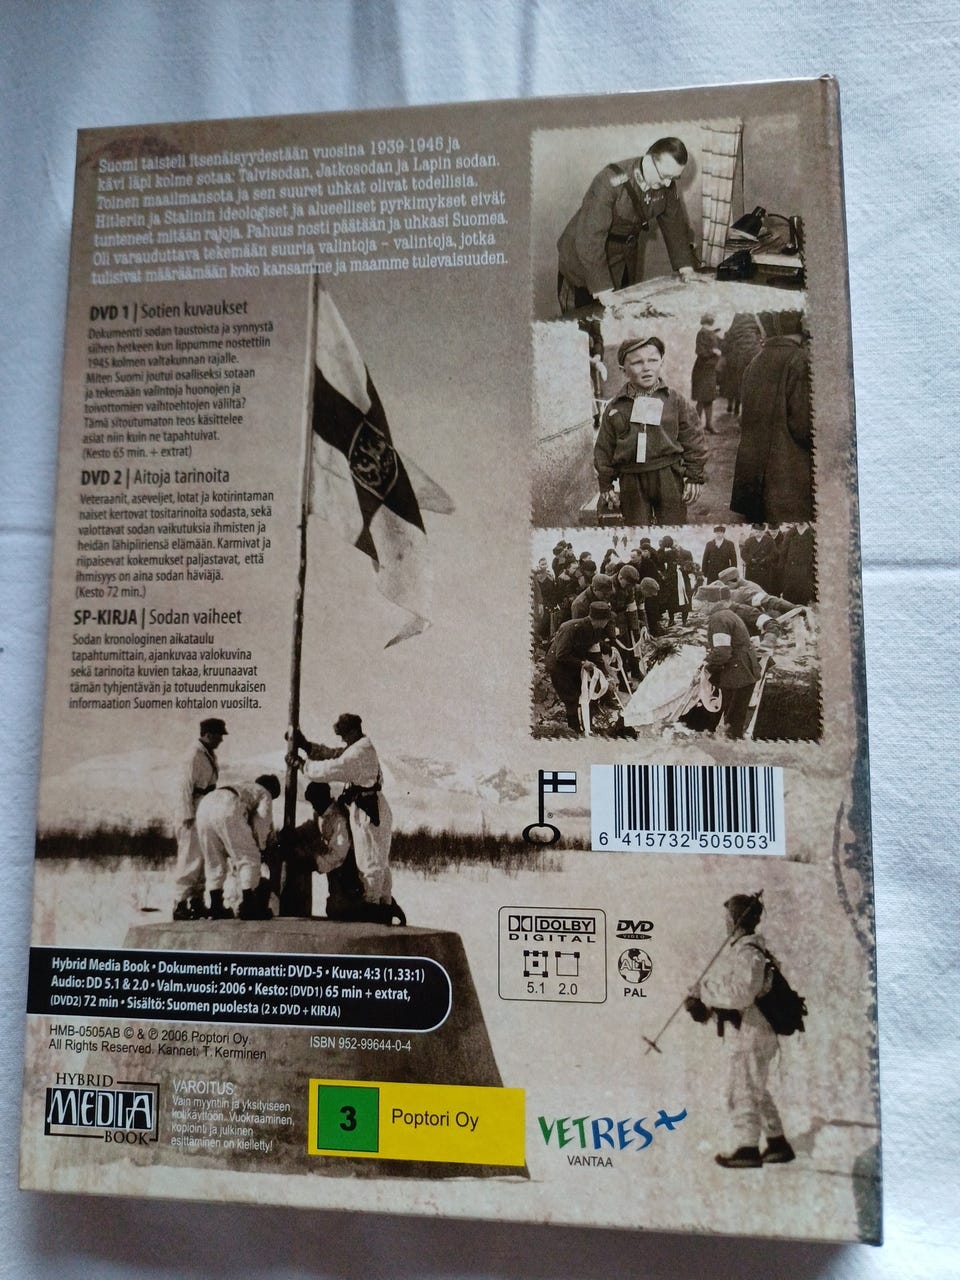 Suomi taisteli itsenäisyydestään vuosina 1939-1945 ja
kävi läpi kolme sotaa: Talvisodan, Jatkosodan ja Lapin sodan.
Toinen maailmansota ja sen suuret uhkat olivat todellisia.
Hitlerin ja Stalinin ideologiset ja alueelliset pyrkimykset eivät
tunteneet mitään rajoja. Pahuus nosti päätään ja uhkasi Suomea.
Oli varauduttava tekemään suuria valintoja - valintoja, jotka
tulisivat määräämään koko kansamme ja maamme tulevaisuuden.
DVD 1 | Sotien kuvaukset
Dokumentti sodan taustoista ja synnystä
siihen hetkeen kun lippumme nostettiin
1945 kolmen valtakunnan rajalle.
Miten Suomi joutui osalliseksi sotaan
ja tekemään valintoja huonojen ja
toivottomien vaihtoehtojen väliltä?
Tämä sitoutumaton teos käsittelee
asiat niin kuin ne tapahtuivat.
(Kesto 65 min. + extrat)
DVD 2 | Aitoja tarinoita
Veteraanit, aseveljet, lotat ja kotirintaman
naiset kertovat tositarinoita sodasta, sekä
valottavat sodan vaikutuksia ihmisten ja
heidän lähipiiriensä elämään. Karmivat ja
riipaisevat kokemukset paljastavat, että
ihmisyys on aina sodan häviäjä.
(Kesto 72 min.)
SP-KIRJA | Sodan vaiheet
Sodan kronologinen aikataulu
tapahtumittain, ajankuvaa valokuvina
sekä tarinoita kuvien takaa, kruunaavat
tämän tyhjentävän ja totuudenmukaisen
informaation Suomen kohtalon vuosilta.
®
6 415732 505053
DOLBY
DIGITAL
5.1 2.0
DVD
VIDEO
ALL
PAL
Hybrid Media Book • Dokumentti • Formaatti: DVD-5 • Kuva: 4:3 (1.33:1)
Audio: DD 5.1 & 2.0 • Valm.vuosi: 2006 • Kesto: (DVD1) 65 min + extrat,
(DVD2) 72 min • Sisältö: Suomen puolesta (2 x DVD + KIRJA)
HMB-0505AB © & ℗ 2006 Poptori Oy.
All Rights Reserved. Kannet: T. Kerminen
ISBN 952-99644-0-4
HYBRID
MEDIA
BOOK
VAROITUS:
Vain myyntiin ja yksityiseen
kotikäyttöön. Vuokraaminen,
kopiointi ja julkinen
esittäminen on kielletty!
3 Poptori Oy
VETRES+
VANTAA